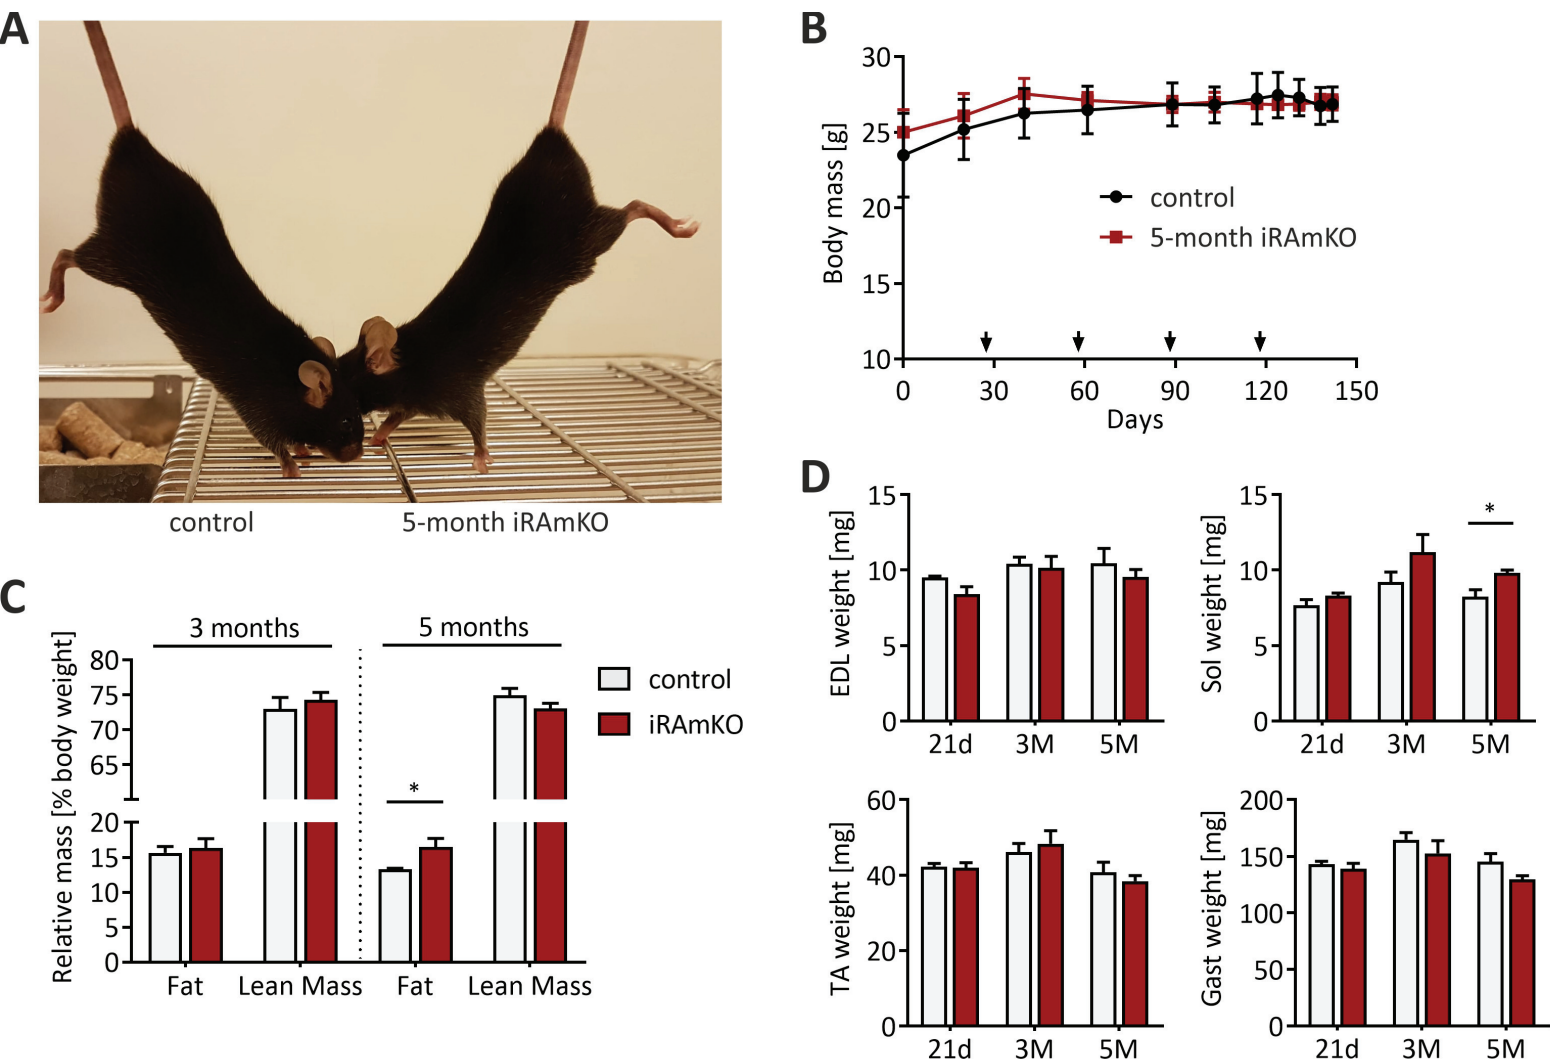 A
control 5-month iRAmKO
B
Body mass [g]
30
25
20
15
10
0 30 60 90 120 150
Days
control
5-month iRAmKO
C
Relative mass [% body weight]
3 months 5 months
80
75
70
65
20
15
10
5
0
Fat Lean Mass Fat Lean Mass
*
control
iRAmKO
D
EDL weight [mg]
15
10
5
0
21d 3M 5M
Sol weight [mg]
15
10
5
0
*
21d 3M 5M
TA weight [mg]
60
40
20
0
21d 3M 5M
Gast weight [mg]
200
150
100
50
0
21d 3M 5M